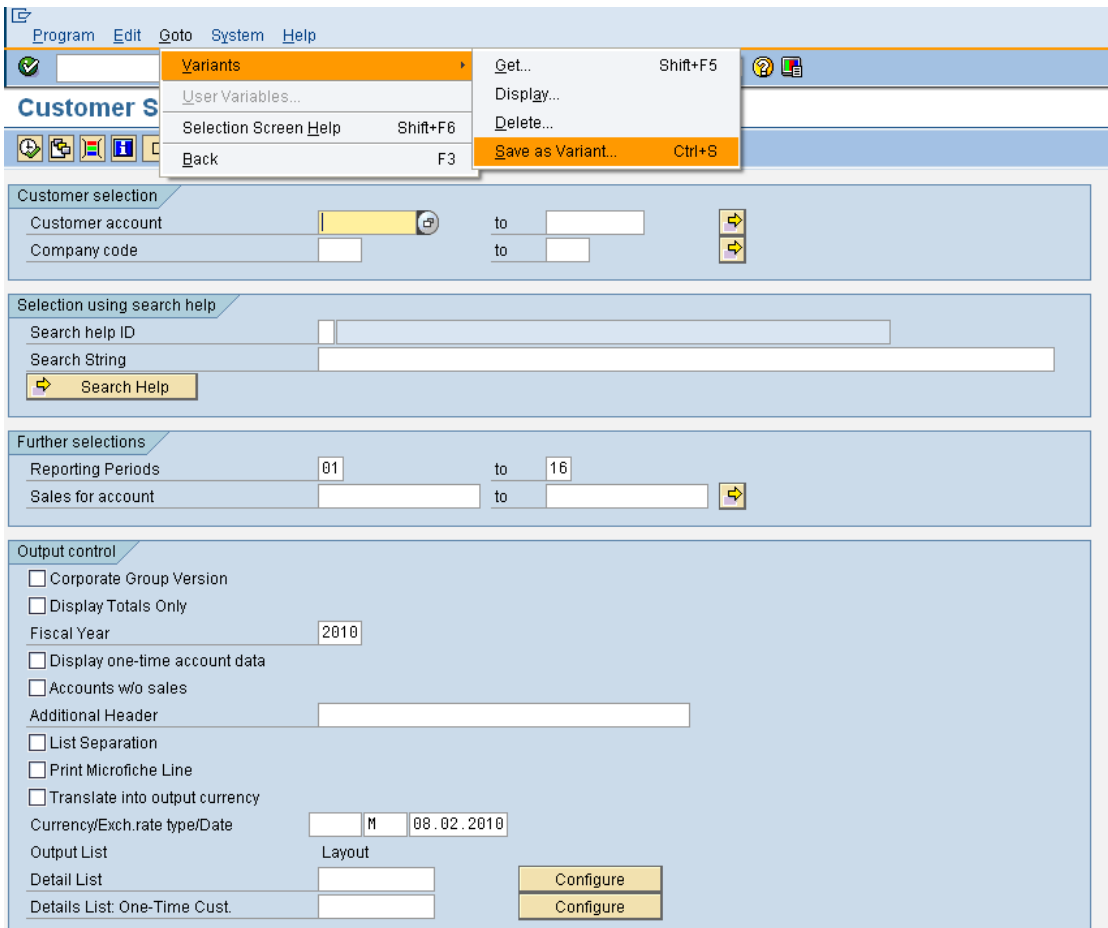 Program Edit Goto System Help
Variants
User Variables...
Selection Screen Help Shift+F6
Back F3
Get... Shift+F5
Display...
Delete...
Save as Variant... Ctrl+S
Customer S
Customer selection
Customer account to
Company code to
Selection using search help
Search help ID
Search String
Search Help
Further selections
Reporting Periods 01 to 16
Sales for account to
Output control
Corporate Group Version
Display Totals Only
Fiscal Year 2010
Display one-time account data
Accounts w/o sales
Additional Header
List Separation
Print Microfiche Line
Translate into output currency
Currency/Exch.rate type/Date M 08.02.2010
Output List Layout
Detail List Configure
Details List: One-Time Cust. Configure